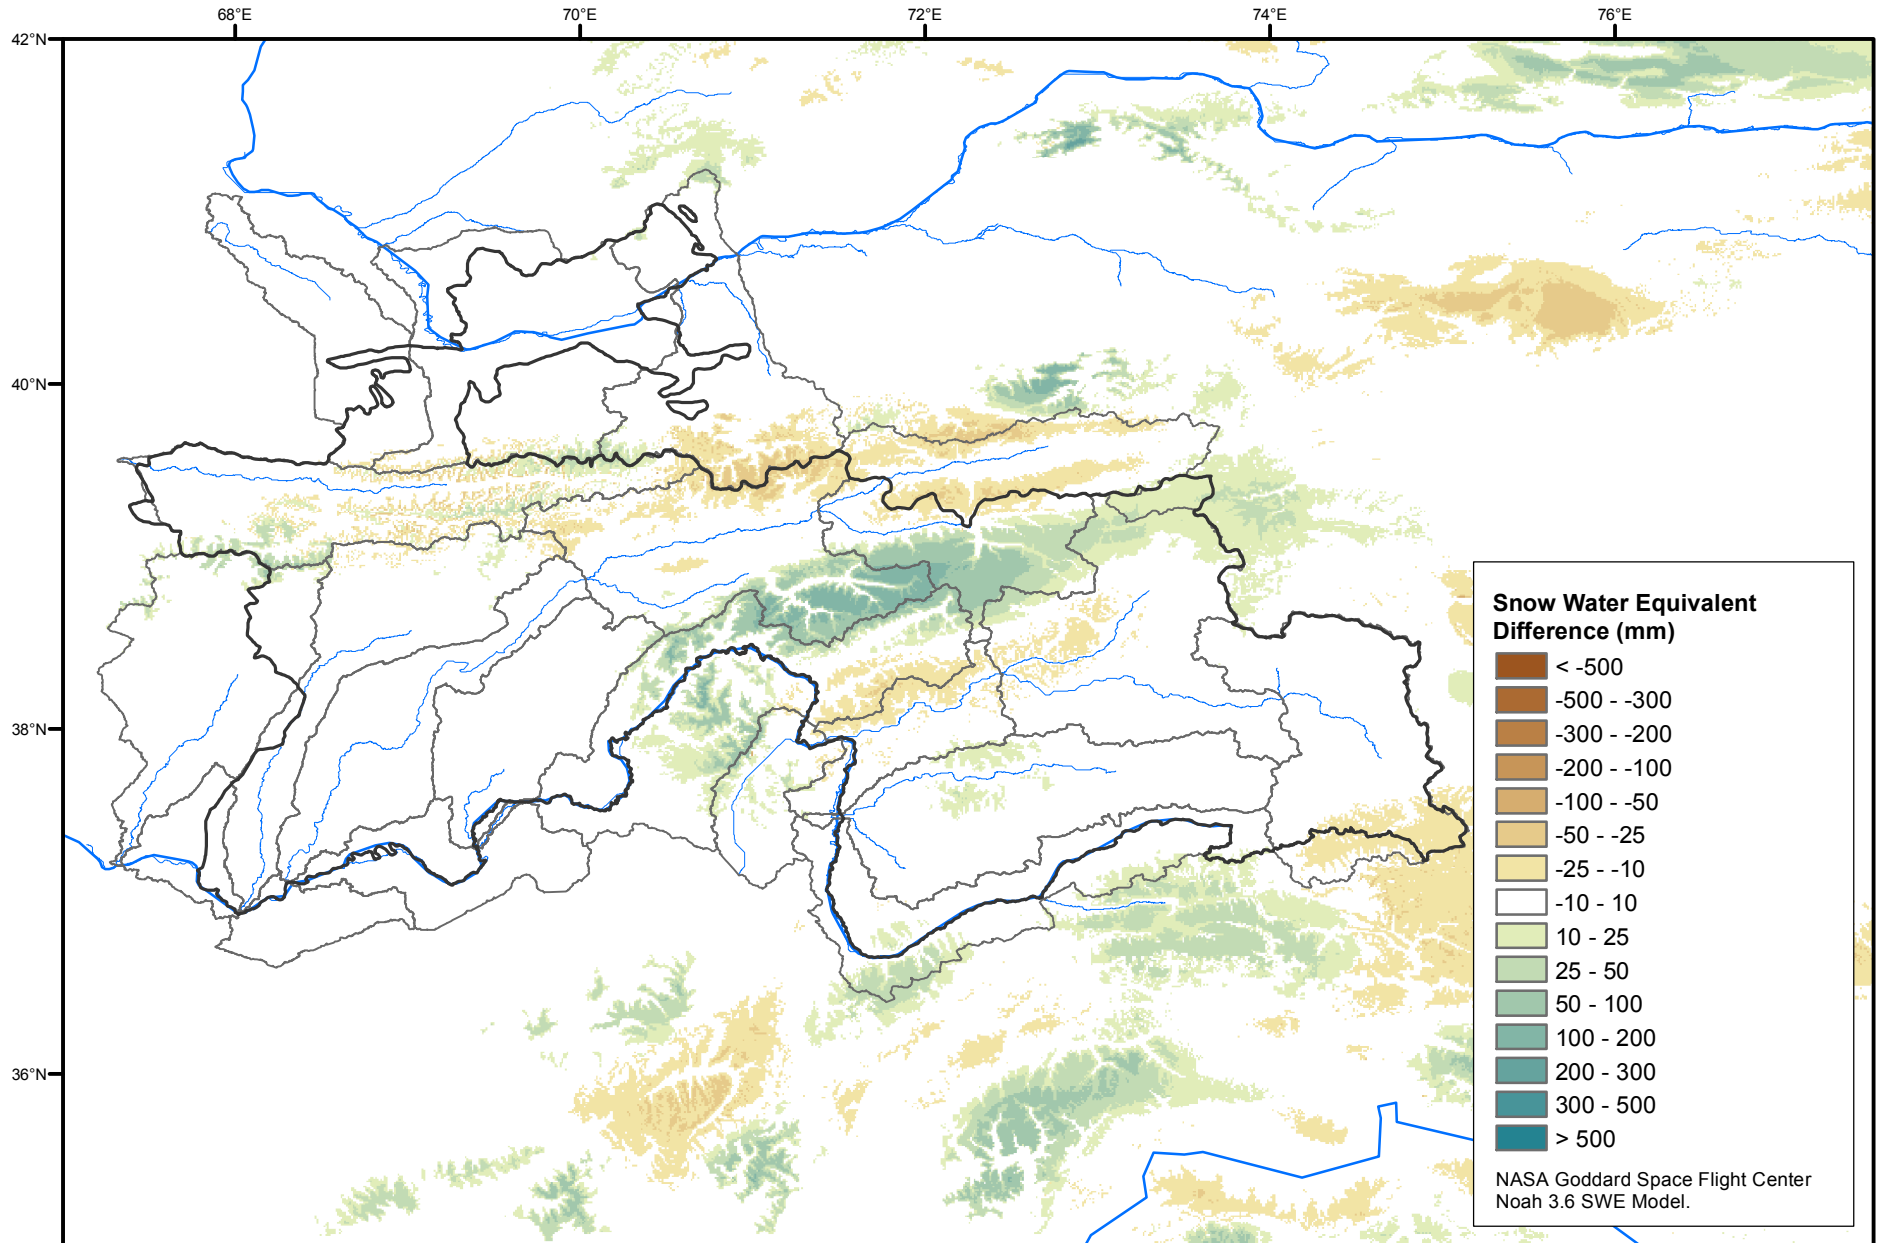 68°E
70°E
72°E
74°E
76°E
42°N
40°N
38°N
36°N
Snow Water Equivalent
Difference (mm)
< -500
-500 - -300
-300 - -200
-200 - -100
-100 - -50
-50 - -25
-25 - -10
-10 - 10
10 - 25
25 - 50
50 - 100
100 - 200
200 - 300
300 - 500
> 500
NASA Goddard Space Flight Center
Noah 3.6 SWE Model.